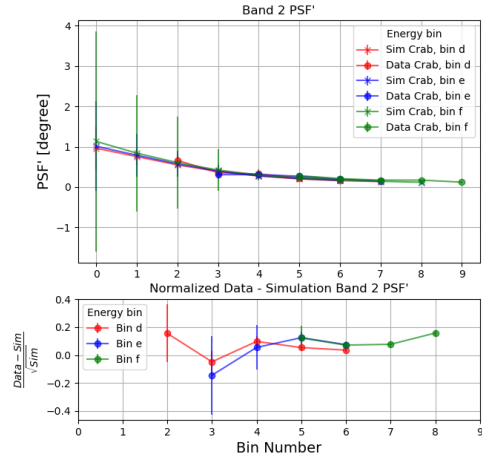 Band 2 PSF'
PSF' [degree]
4
3
2
1
0
−1
Energy bin
Sim Crab, bin d
Data Crab, bin d
Sim Crab, bin e
Data Crab, bin e
Sim Crab, bin f
Data Crab, bin f
0 1 2 3 4 5 6 7 8 9
Normalized Data - Simulation Band 2 PSF'
Data − Sim
√Sim
0.4
0.2
0.0
−0.2
−0.4
Energy bin
Bin d
Bin e
Bin f
0 1 2 3 4 5 6 7 8 9
Bin Number